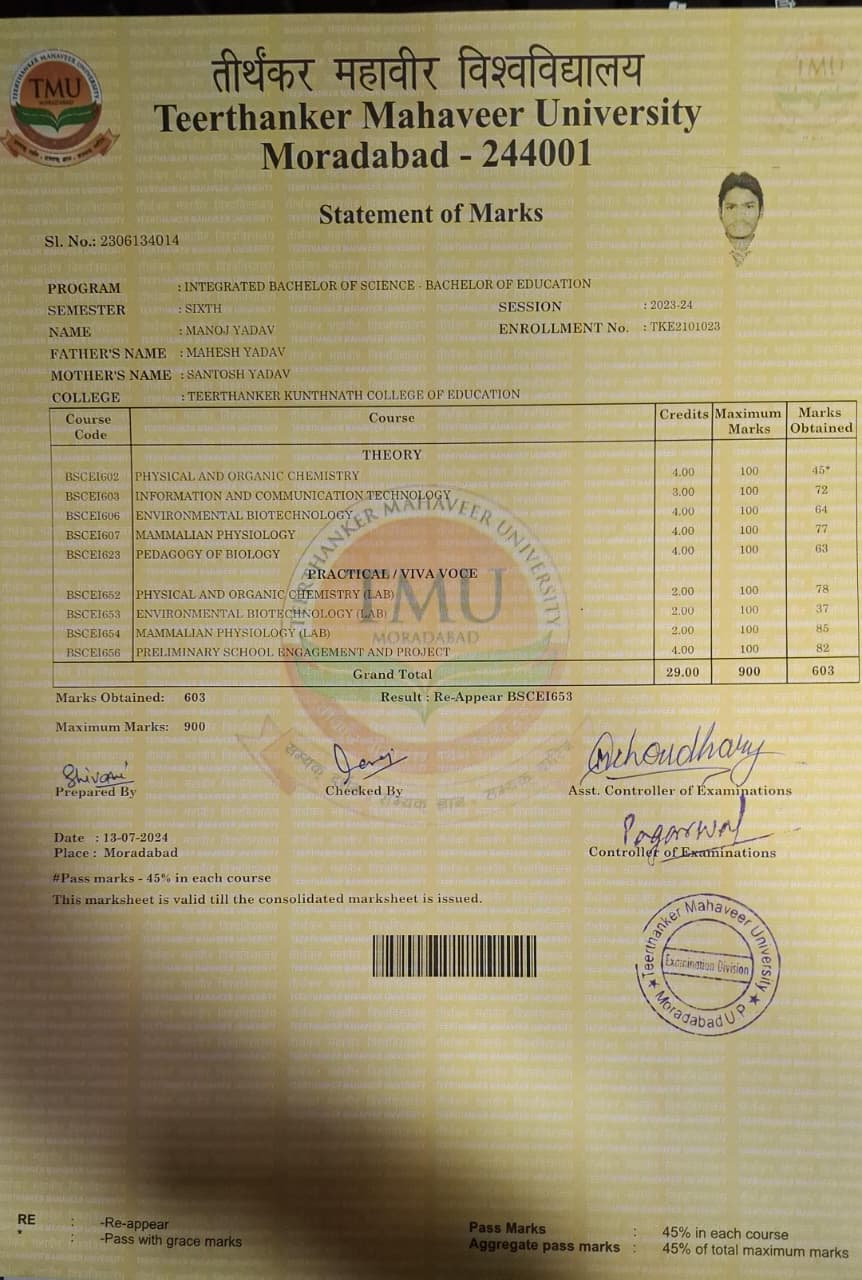 TEERTHANKER MAHAVEER UNIVERSITY
TMU
MORADABAD
तीर्थंकर महावीर विश्वविद्यालय
Teerthanker Mahaveer University
Moradabad - 244001
Statement of Marks
Sl. No.: 2306134014
PROGRAM : INTEGRATED BACHELOR OF SCIENCE - BACHELOR OF EDUCATION
SEMESTER : SIXTH SESSION : 2023-24
NAME : MANOJ YADAV ENROLLMENT No. : TKE2101023
FATHER'S NAME : MAHESH YADAV
MOTHER'S NAME : SANTOSH YADAV
COLLEGE : TEERTHANKER KUNTHNATH COLLEGE OF EDUCATION
Course Code Course Credits Maximum Marks Marks Obtained
THEORY
BSCEI602 PHYSICAL AND ORGANIC CHEMISTRY 4.00 100 45*
BSCEI603 INFORMATION AND COMMUNICATION TECHNOLOGY 3.00 100 72
BSCEI606 ENVIRONMENTAL BIOTECHNOLOGY 4.00 100 64
BSCEI607 MAMMALIAN PHYSIOLOGY 4.00 100 77
BSCEI623 PEDAGOGY OF BIOLOGY 4.00 100 63
PRACTICAL / VIVA VOCE
BSCEI652 PHYSICAL AND ORGANIC CHEMISTRY (LAB) 2.00 100 78
BSCEI653 ENVIRONMENTAL BIOTECHNOLOGY (LAB) 2.00 100 37
BSCEI654 MAMMALIAN PHYSIOLOGY (LAB) 2.00 100 85
BSCEI656 PRELIMINARY SCHOOL ENGAGEMENT AND PROJECT 4.00 100 82
Grand Total 29.00 900 603
TEERTHANKER MAHAVEER UNIVERSITY
TMU
MORADABAD
Marks Obtained: 603 Result : Re-Appear BSCEI653
Maximum Marks: 900
Shivani
Prepared By Checked By Asst. Controller of Examinations
Date : 13-07-2024
Place : Moradabad Controller of Examinations
#Pass marks - 45% in each course
This marksheet is valid till the consolidated marksheet is issued.
Teerthanker Mahaveer University
Examination Division
Moradabad U P
RE : -Re-appear Pass Marks : 45% in each course
* : -Pass with grace marks Aggregate pass marks : 45% of total maximum marks